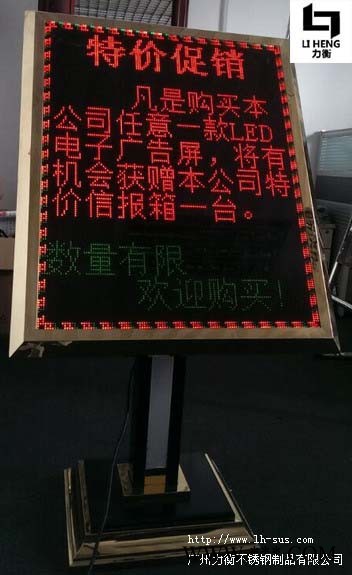 LI HENG
力衡
特价促销
凡是购买本
公司任意一款LED
电子广告屏，将有
机会获赠本公司特
价信报箱一台。
数量有限
欢迎购买！
http://www.lh-sus.com
广州力衡不锈钢制品有限公司